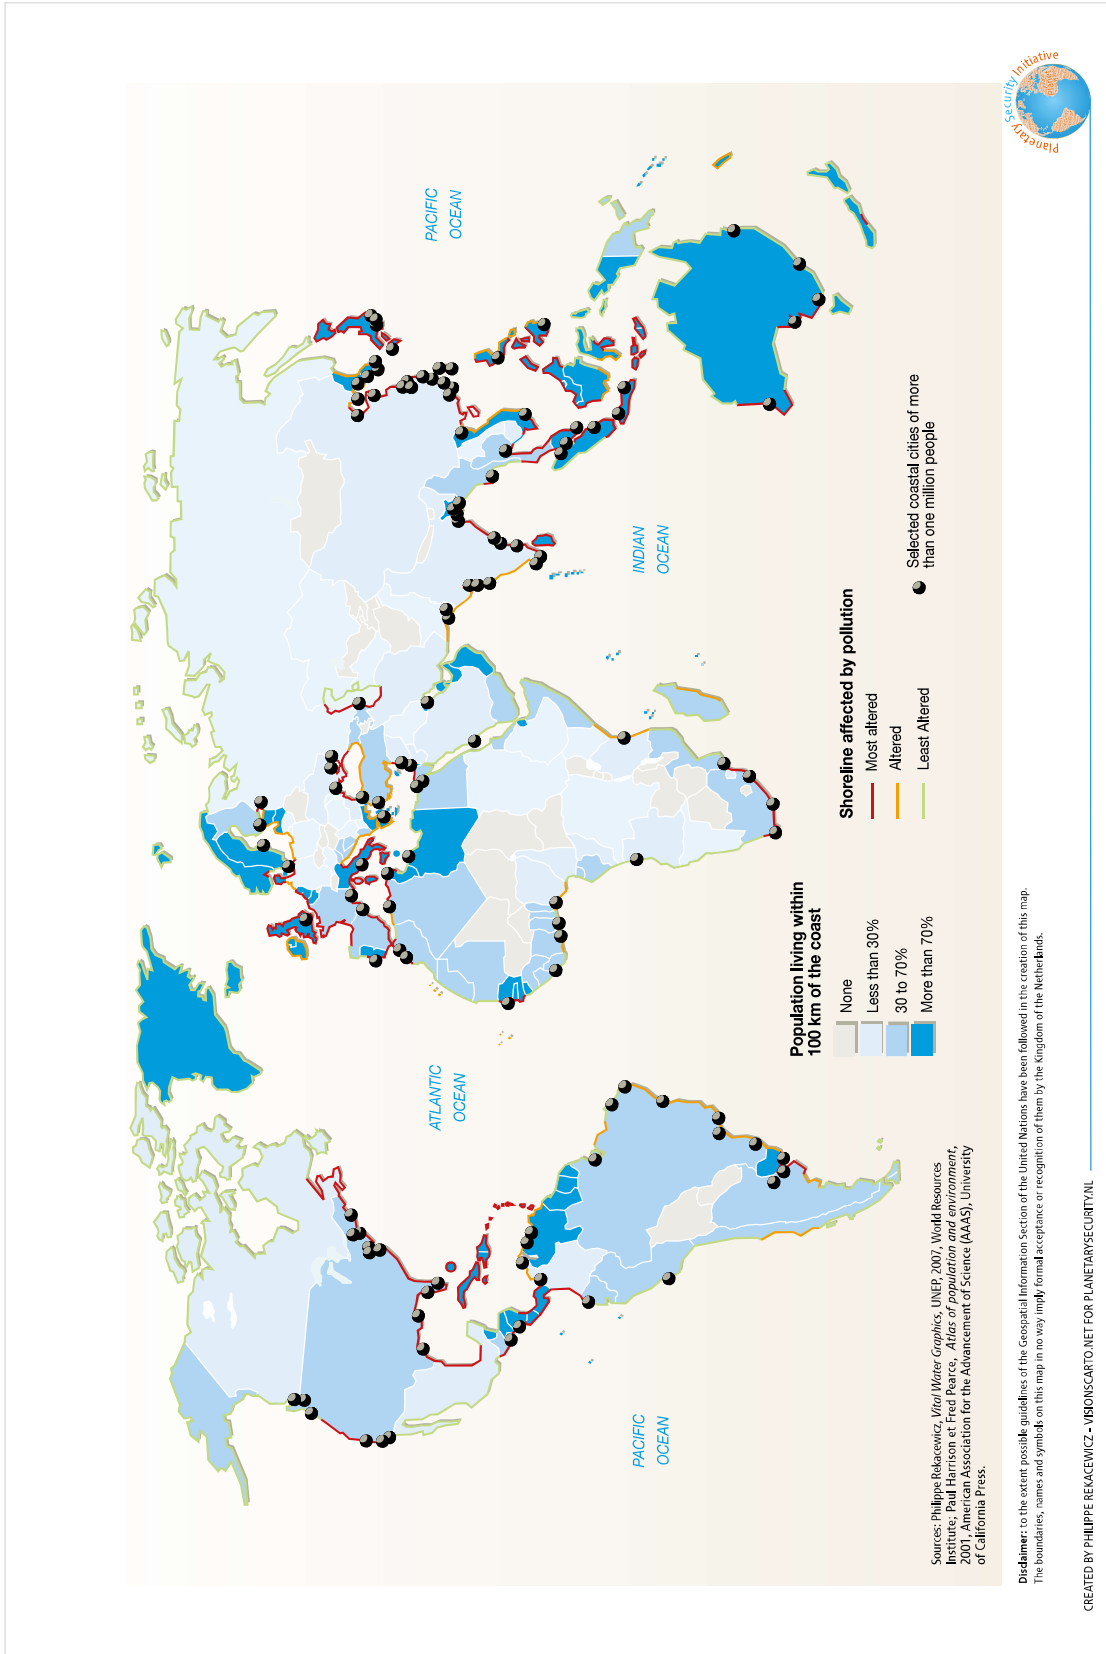 PACIFIC
OCEAN
ATLANTIC
OCEAN
INDIAN
OCEAN
PACIFIC
OCEAN
Population living within
100 km of the coast
None
Less than 30%
30 to 70%
More than 70%
Shoreline affected by pollution
Most altered
Altered
Least Altered
Selected coastal cities of more
than one million people
Sources: Philippe Rekacewicz, Vital Water Graphics, UNEP, 2007, World Resources
Institute; Paul Harrison et Fred Pearce, Atlas of population and environment,
2001, American Association for the Advancement of Science (AAAS), University
of California Press.
Disclaimer: to the extent possible guidelines of the Geospatial Information Section of the United Nations have been followed in the creation of this map.
The boundaries, names and symbols on this map in no way imply formal acceptance or recognition of them by the Kingdom of the Netherlands.
CREATED BY PHILIPPE REKACEWICZ - VISIONSCARTO.NET FOR PLANETARYSECURITY.NL
Planetary Security Initiative